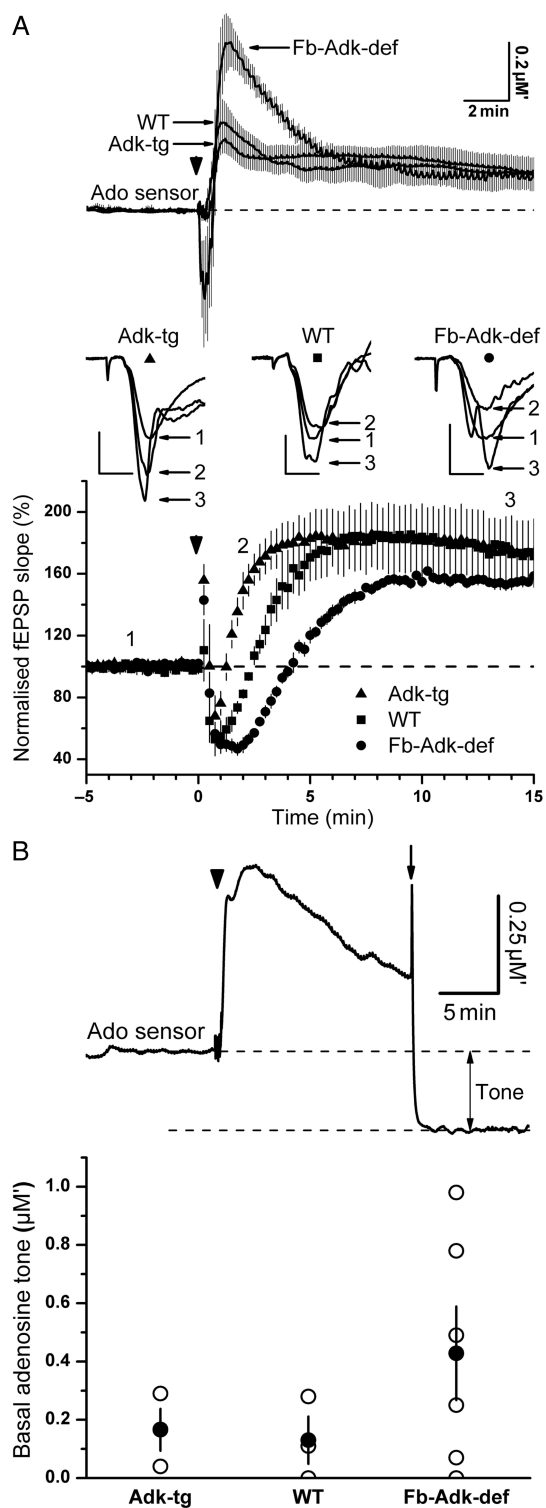 A
Fb-Adk-def
0.2 µM'
2 min
WT
Adk-tg
Ado sensor
Adk-tg
WT
Fb-Adk-def
1
2
3
2
1
3
2
1
3
Normalised fEPSP slope (%)
220
180
140
100
60
40
1
2
3
Adk-tg
WT
Fb-Adk-def
–5
0
5
10
15
Time (min)
B
0.25 µM'
5 min
Ado sensor
Tone
Basal adenosine tone (µM')
1.0
0.8
0.6
0.4
0.2
0.0
Adk-tg
WT
Fb-Adk-def